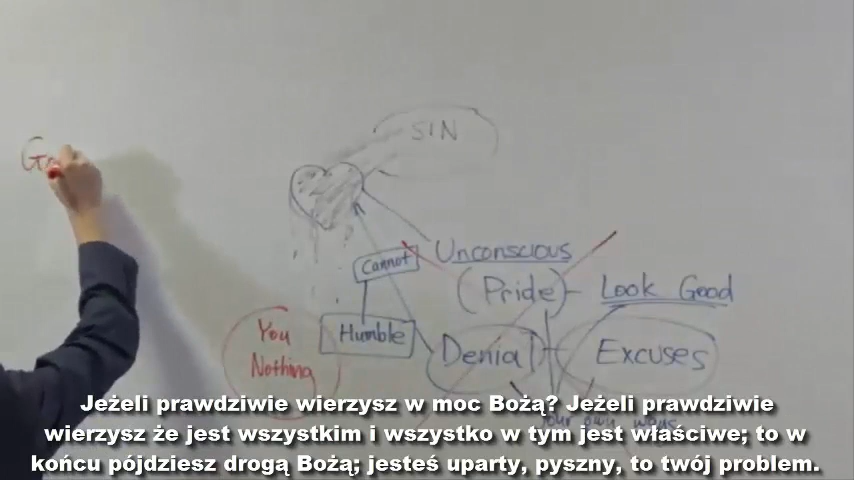 SIN
Unconscious
Cannot
(Pride)
Look Good
You
Nothing
Humble
Denial
Excuses
Jeżeli prawdziwie wierzysz w moc Bożą? Jeżeli prawdziwie
wierzysz że jest wszystkim i wszystko w tym jest właściwe; to w
końcu pójdziesz drogą Bożą; jesteś uparty, pyszny, to twój problem.